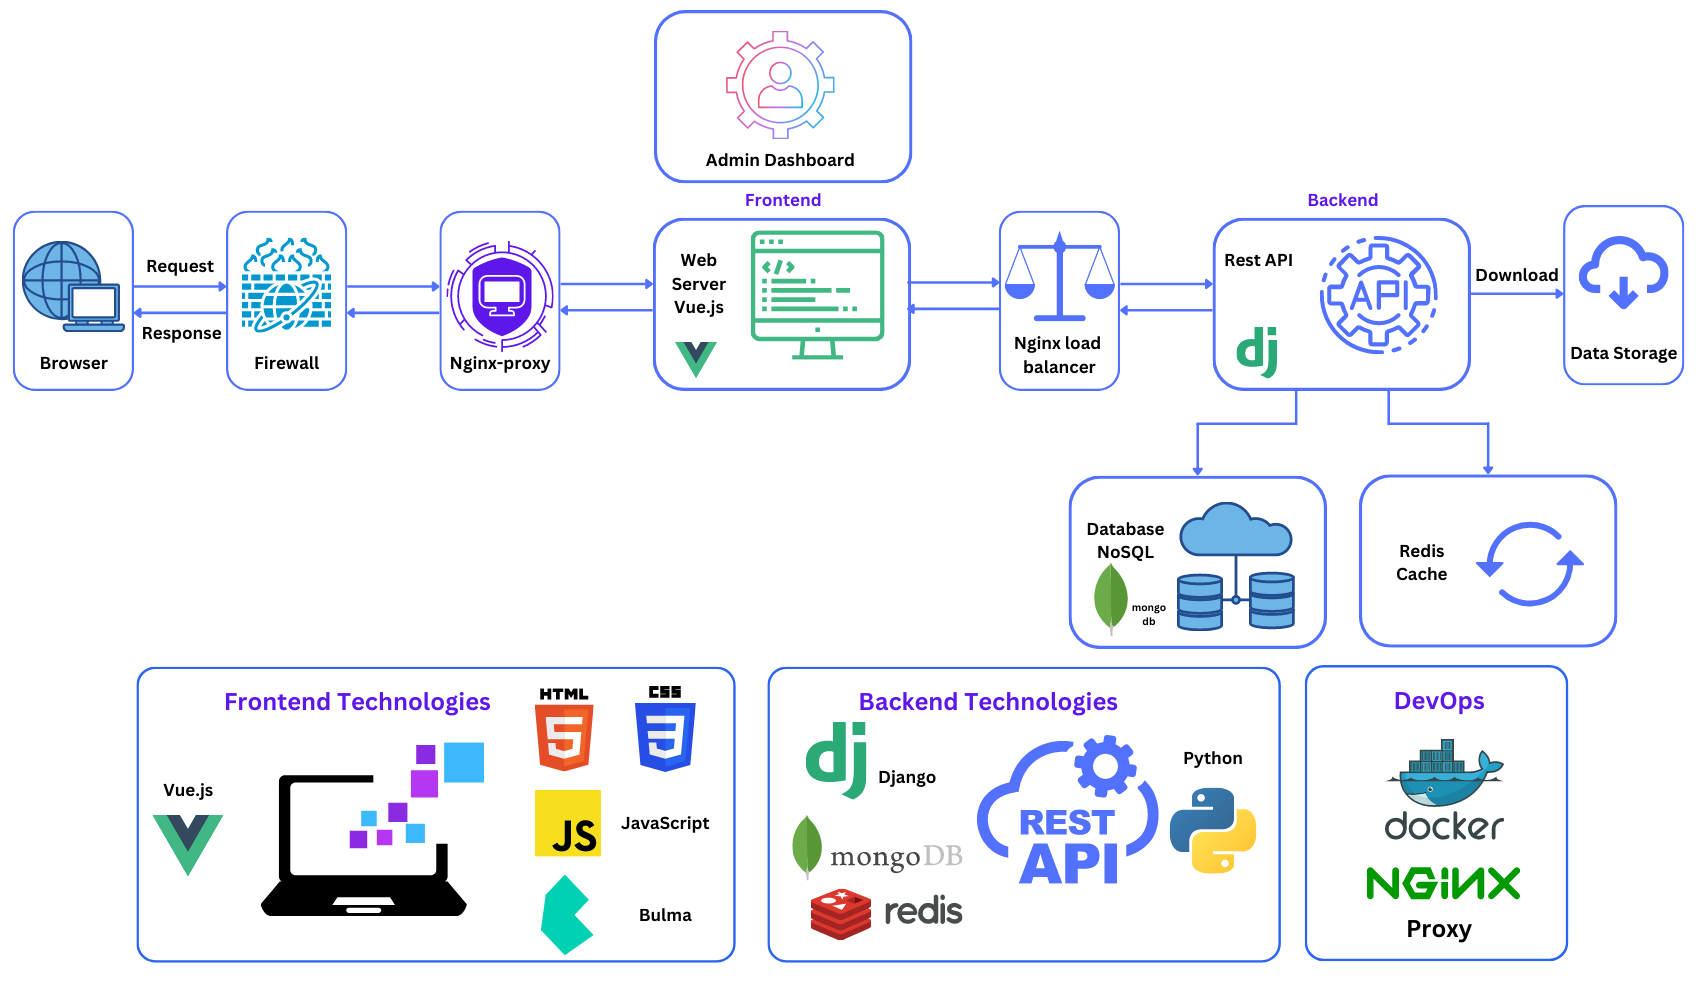 Admin Dashboard
Frontend
Backend
Request
Response
Browser
Firewall
Nginx-proxy
Web
Server
Vue.js
</>
Nginx load
balancer
Rest API
dj
API
Download
Data Storage
Database
NoSQL
mongo
db
Redis
Cache
Frontend Technologies
Vue.js
HTML
5
CSS
3
JS
JavaScript
Bulma
Backend Technologies
dj
Django
mongoDB
redis
REST
API
Python
DevOps
docker
NGINX
Proxy